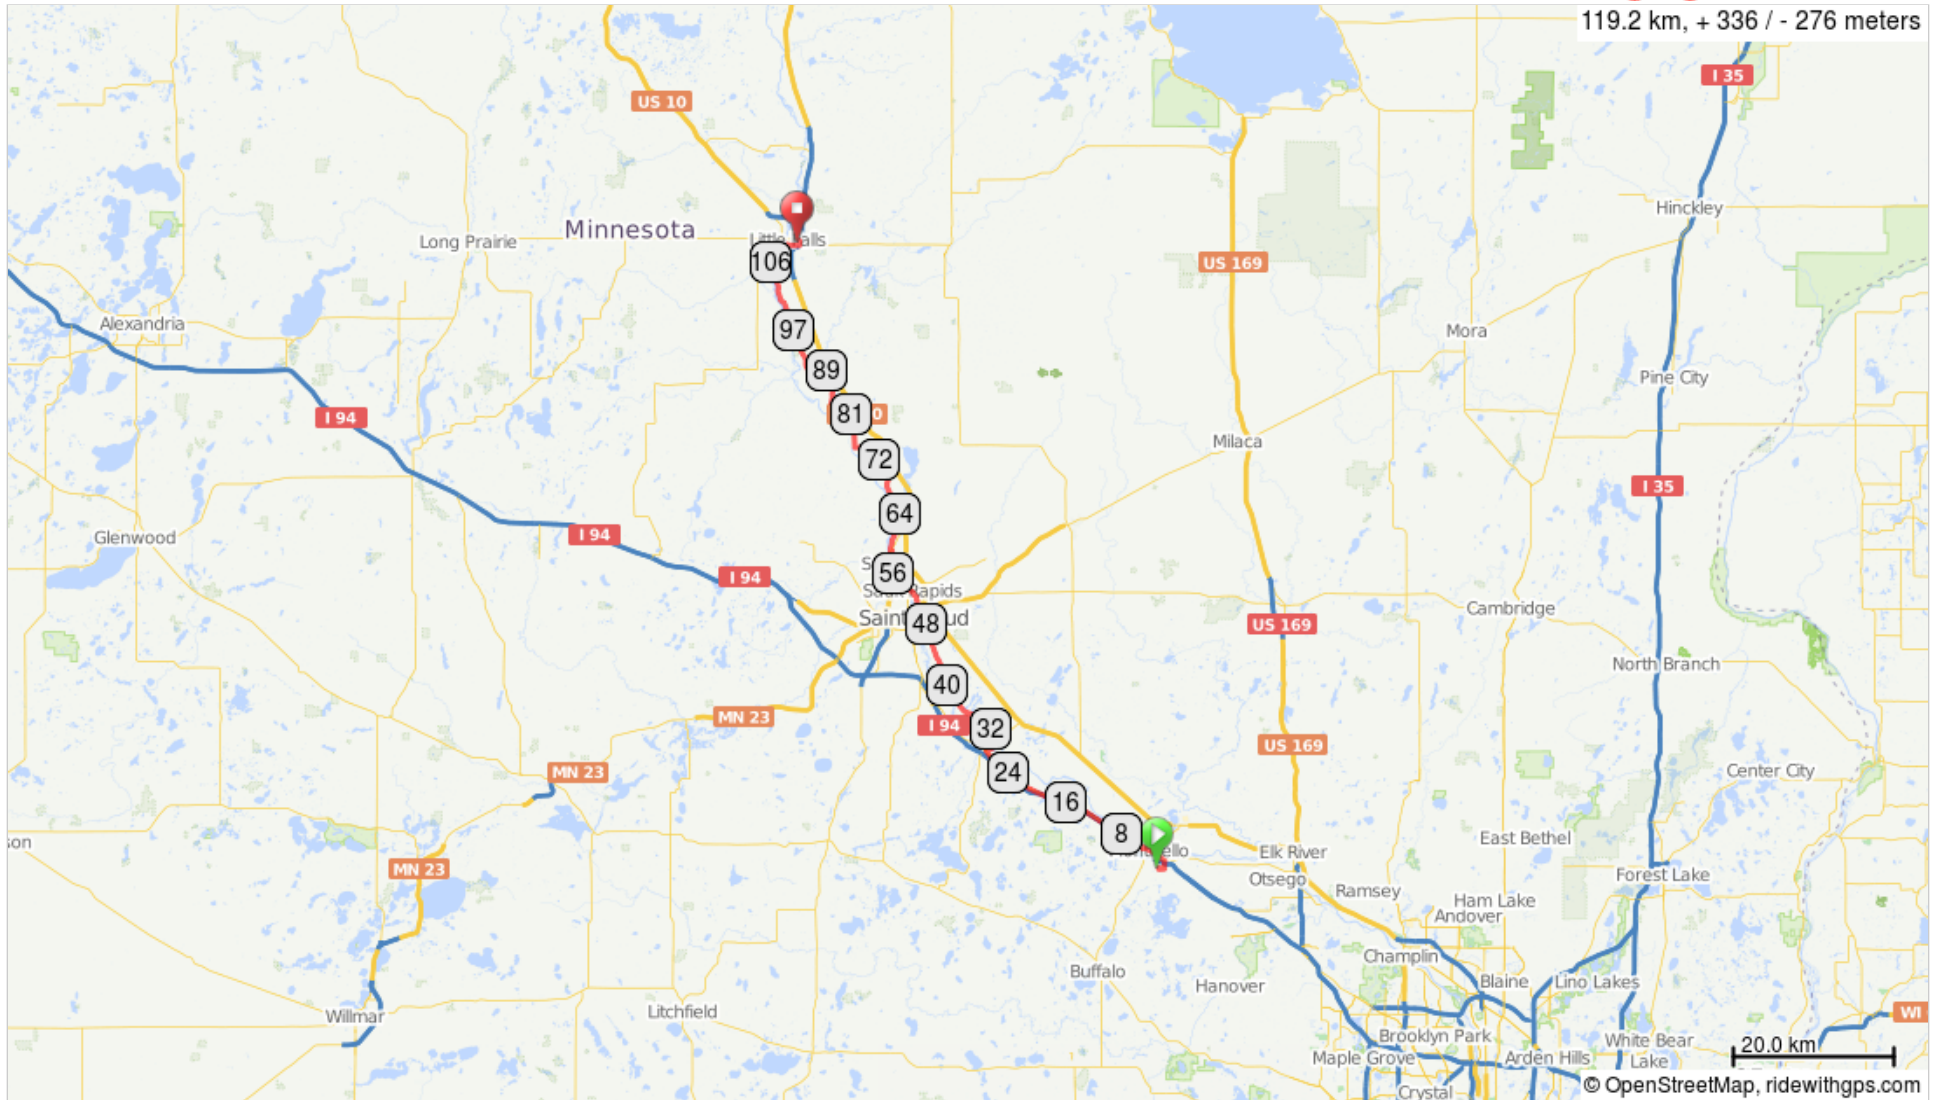 119.2 km, + 336 / - 276 meters
I 35
US 10
Hinckley
Minnesota
Long Prairie
106
US 169
Alexandria
97
Mora
89
Pine City
I 94
81
0
Milaca
72
I 35
64
I 94
Glenwood
56
I 94
Rapids
Cambridge
48
US 169
North Branch
40
MN 23
I 94
32
US 169
24
MN 23
Center City
16
8
East Bethel
son
Elk River
MN 23
Otsego
Ramsey
Forest Lake
Ham Lake
Andover
Champlin
Buffalo
Blaine
Lino Lakes
Hanover
Litchfield
WI
Willmar
Brooklyn Park
White Bear
Lake
20.0 km
Maple Grove
Arden Hills
Crystal
© OpenStreetMap, ridewithgps.com